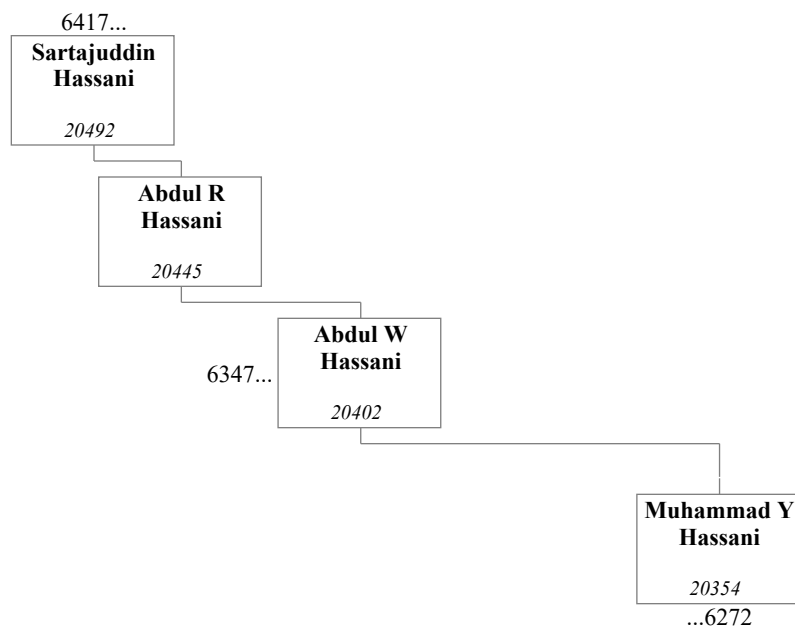 6417...
Sartajuddin
Hassani
20492
Abdul R
Hassani
20445
Abdul W
Hassani
6347...
20402
Muhammad Y
Hassani
20354
...6272